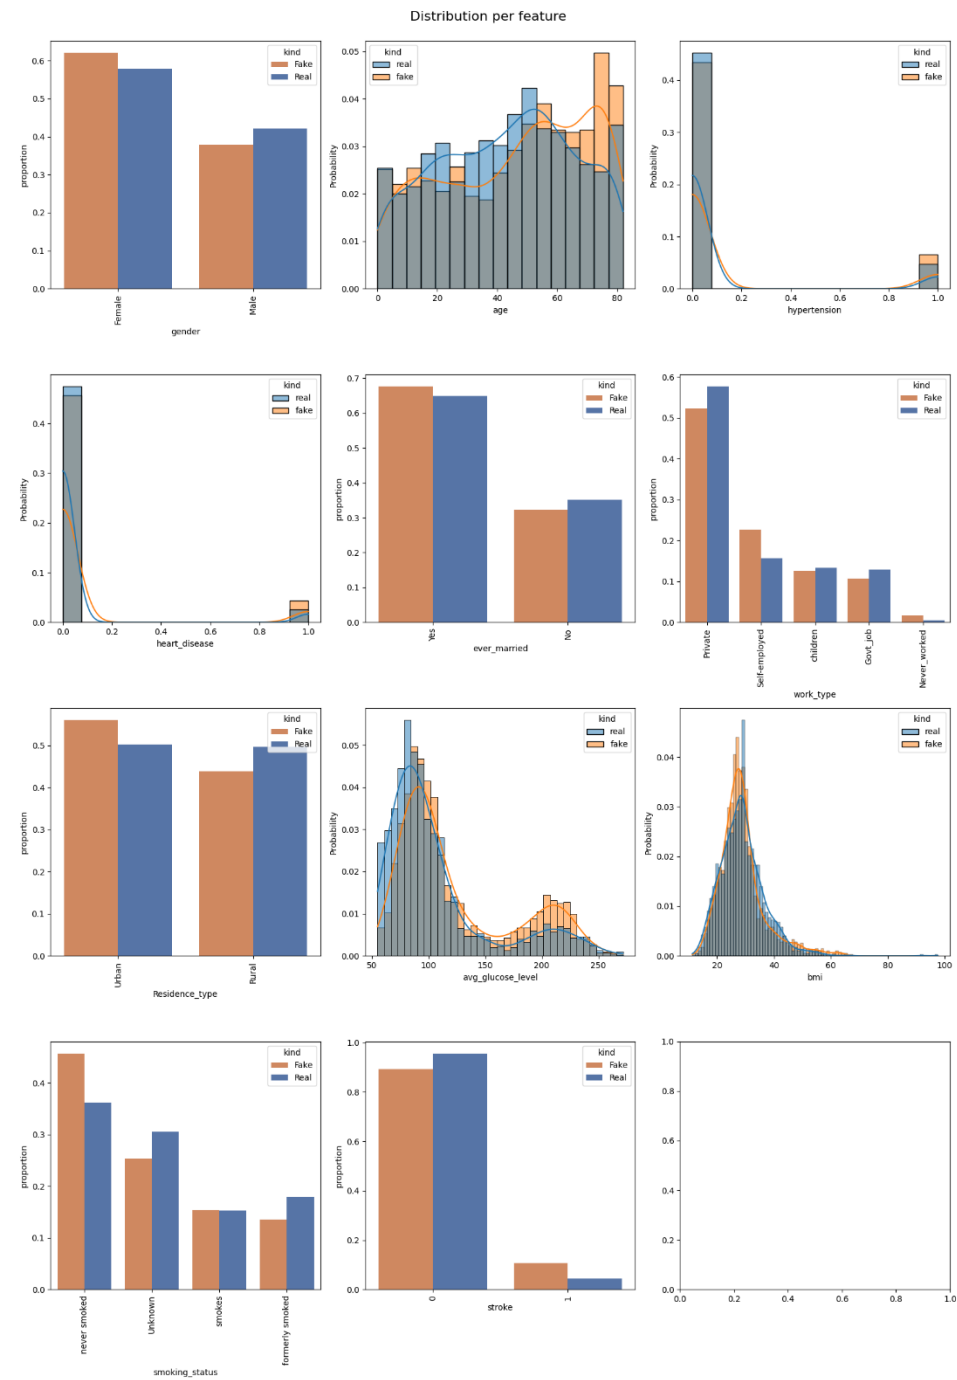 Distribution per feature
proportion
0.6
0.5
0.4
0.3
0.2
0.1
0.0
Female
Male
gender
kind
Fake
Real
Probability
0.05
0.04
0.03
0.02
0.01
0.00
0
20
40
60
80
age
kind
real
fake
Probability
0.4
0.3
0.2
0.1
0.0
0.0
0.2
0.4
0.6
0.8
1.0
hypertension
kind
real
fake
Probability
0.4
0.3
0.2
0.1
0.0
0.0
0.2
0.4
0.6
0.8
1.0
heart_disease
kind
real
fake
proportion
0.7
0.6
0.5
0.4
0.3
0.2
0.1
0.0
Yes
No
ever_married
kind
Fake
Real
proportion
0.6
0.5
0.4
0.3
0.2
0.1
0.0
Private
Self-employed
children
Govt_job
Never_worked
work_type
kind
Fake
Real
proportion
0.5
0.4
0.3
0.2
0.1
0.0
Urban
Rural
Residence_type
kind
Fake
Real
Probability
0.05
0.04
0.03
0.02
0.01
0.00
50
100
150
200
250
avg_glucose_level
kind
real
fake
Probability
0.04
0.03
0.02
0.01
0.00
20
40
60
80
100
bmi
kind
real
fake
proportion
0.4
0.3
0.2
0.1
0.0
never smoked
Unknown
smokes
formerly smoked
smoking_status
kind
Fake
Real
proportion
1.0
0.8
0.6
0.4
0.2
0.0
0
1
stroke
kind
Fake
Real
1.0
0.8
0.6
0.4
0.2
0.0
0.0
0.2
0.4
0.6
0.8
1.0